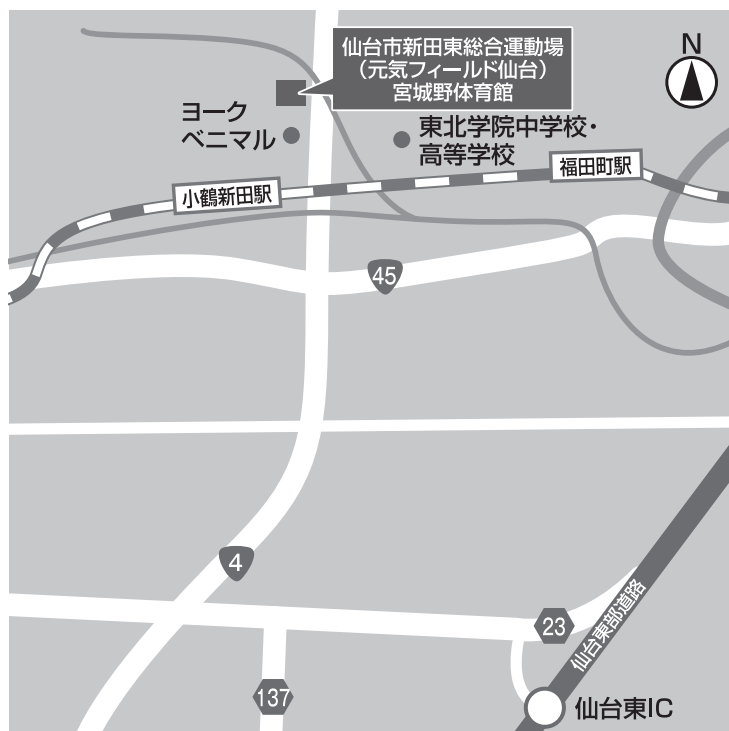 仙台市新田東総合運動場
（元気フィールド仙台）
宮城野体育館
N
ヨーク
ベニマル
東北学院中学校・
高等学校
福田町駅
小鶴新田駅
45
4
23
仙台東部道路
137
仙台東IC